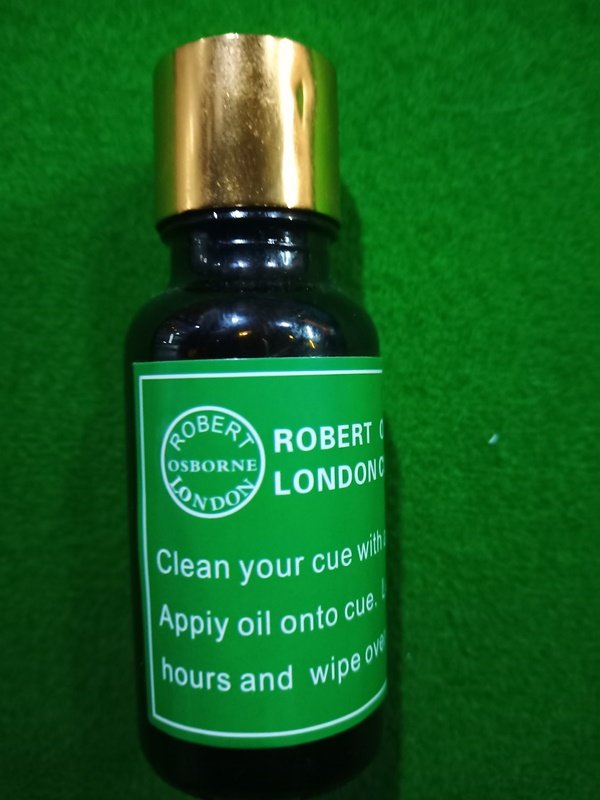 ROBERT
OSBORNE
LONDON
ROBERT
LONDON
Clean your cue with
Appiy oil onto cue.
hours and wipe over